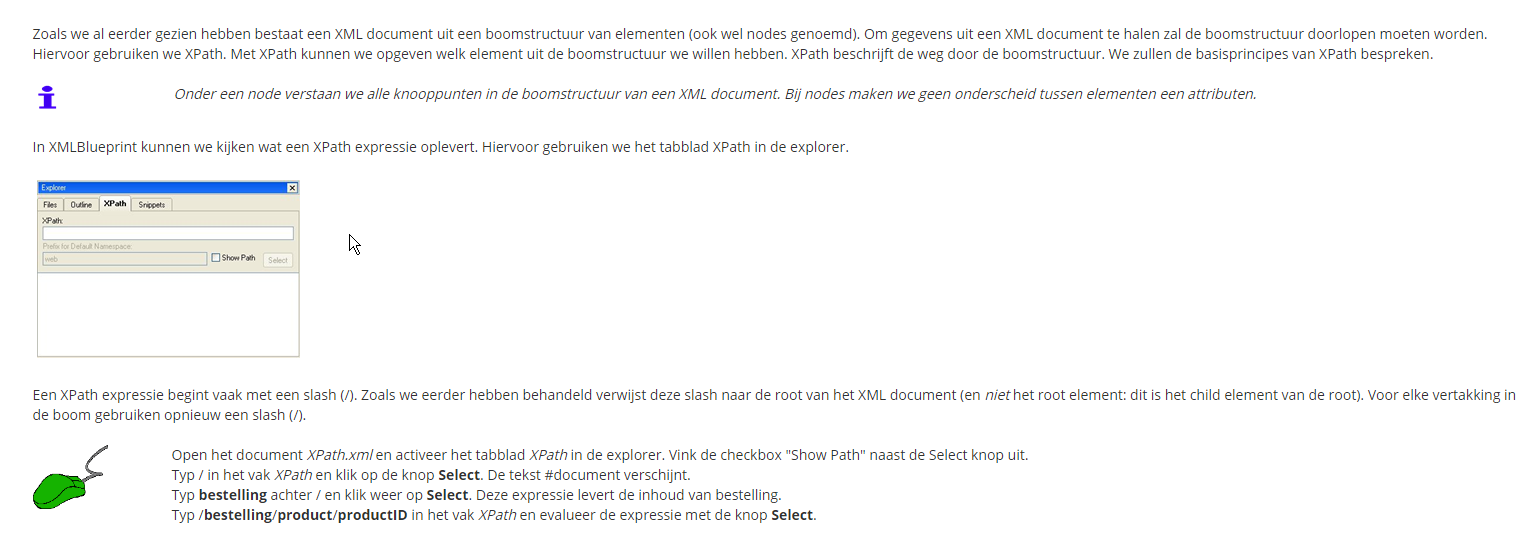 Zoals we al eerder gezien hebben bestaat een XML document uit een boomstructuur van elementen (ook wel nodes genoemd). Om gegevens uit een XML document te halen zal de boomstructuur doorlopen moeten worden.
Hiervoor gebruiken we XPath. Met XPath kunnen we opgeven welk element uit de boomstructuur we willen hebben. XPath beschrijft de weg door de boomstructuur. We zullen de basisprincipes van XPath bespreken.
Onder een node verstaan we alle knooppunten in de boomstructuur van een XML document. Bij nodes maken we geen onderscheid tussen elementen een attributen.
In XMLBlueprint kunnen we kijken wat een XPath expressie oplevert. Hiervoor gebruiken we het tabblad XPath in de explorer.
Explorer
Files Outline XPath Snippets
XPath:
Prefix for Default Namespace:
web Show Path Select
Een XPath expressie begint vaak met een slash (/). Zoals we eerder hebben behandeld verwijst deze slash naar de root van het XML document (en niet het root element: dit is het child element van de root). Voor elke vertakking in
de boom gebruiken opnieuw een slash (/).
Open het document XPath.xml en activeer het tabblad XPath in de explorer. Vink de checkbox "Show Path" naast de Select knop uit.
Typ / in het vak XPath en klik op de knop Select. De tekst #document verschijnt.
Typ bestelling achter / en klik weer op Select. Deze expressie levert de inhoud van bestelling.
Typ /bestelling/product/productID in het vak XPath en evalueer de expressie met de knop Select.